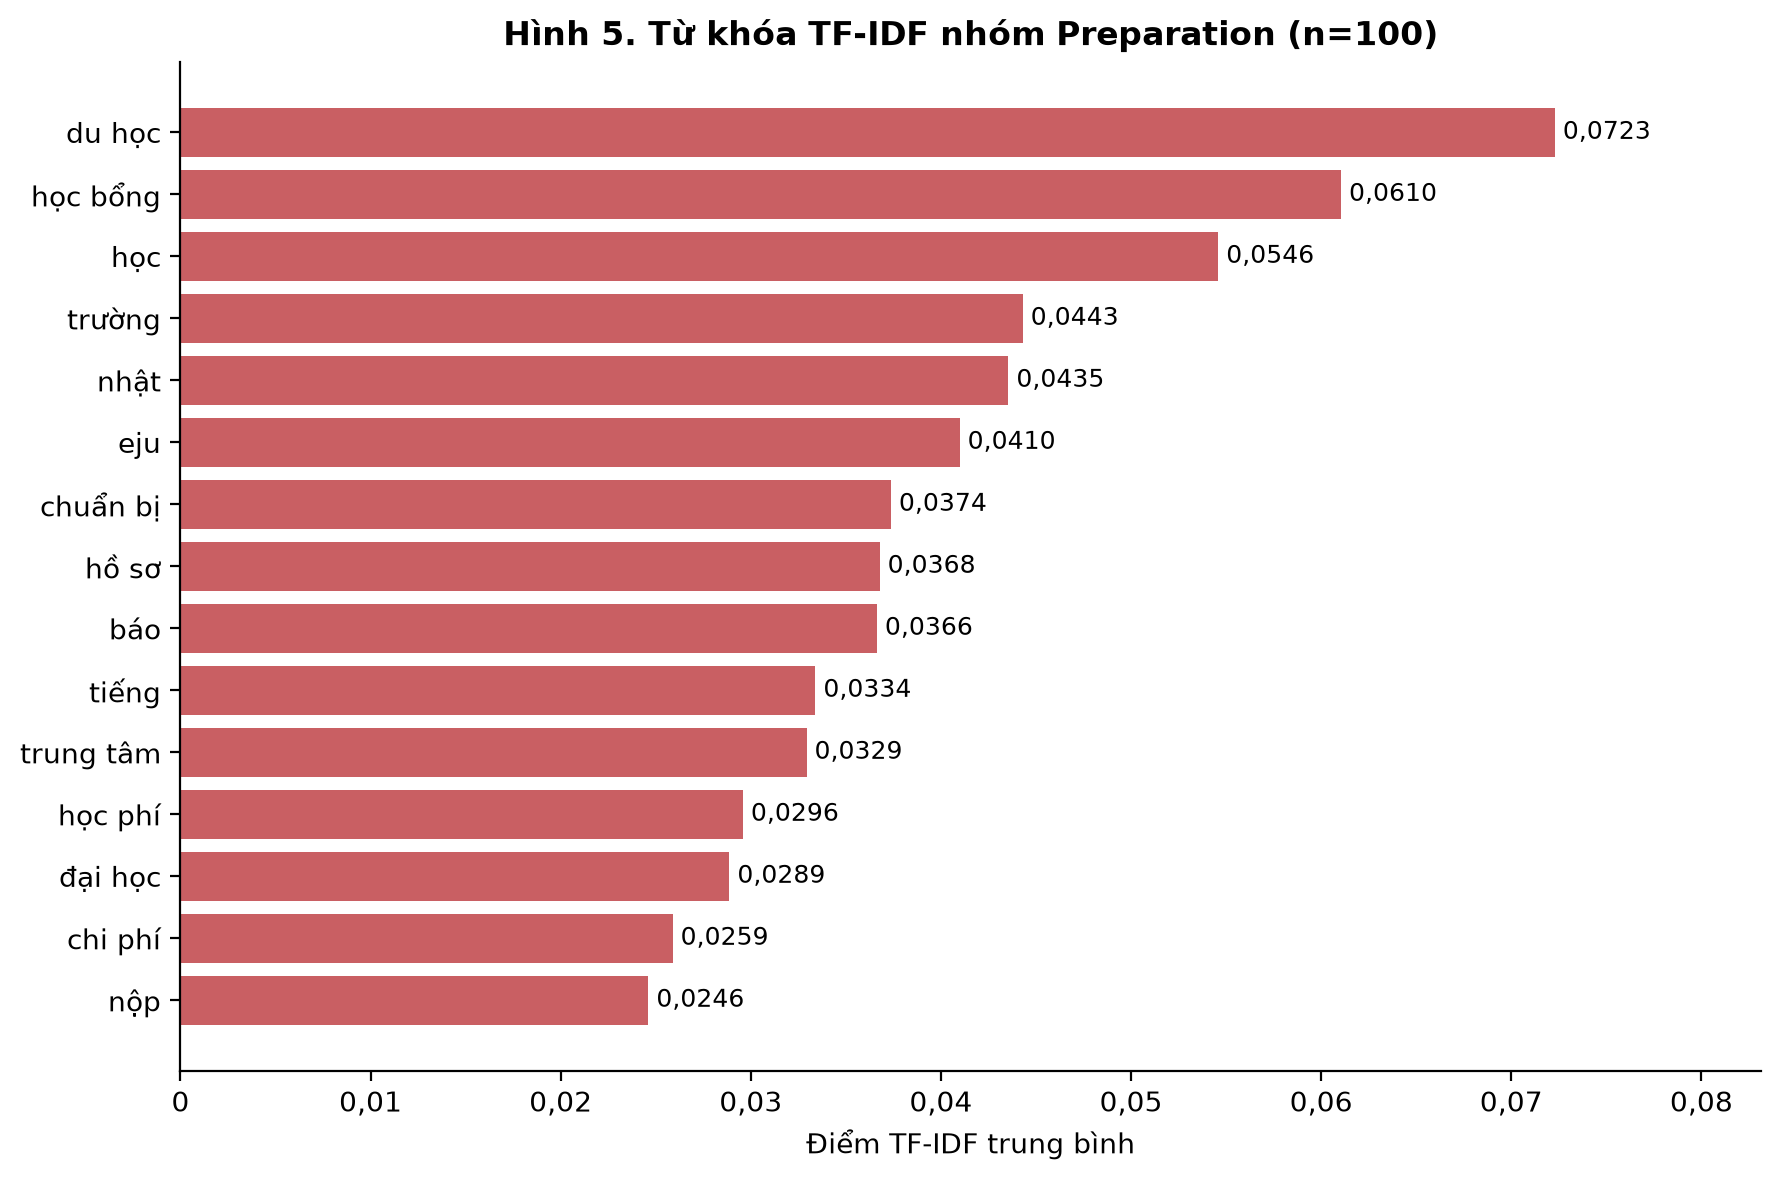 Hình 5. Từ khóa TF-IDF nhóm Preparation (n=100)
du học 0,0723
học bổng 0,0610
học 0,0546
trường 0,0443
nhật 0,0435
eju 0,0410
chuẩn bị 0,0374
hồ sơ 0,0368
báo 0,0366
tiếng 0,0334
trung tâm 0,0329
học phí 0,0296
đại học 0,0289
chi phí 0,0259
nộp 0,0246
0 0,01 0,02 0,03 0,04 0,05 0,06 0,07 0,08
Điểm TF-IDF trung bình